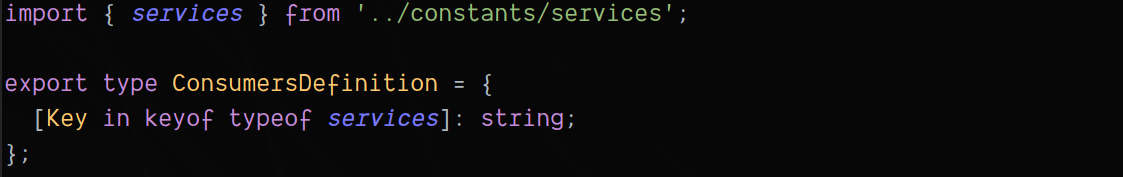 import { services } from '../constants/services';
export type ConsumersDefinition = {
[Key in keyof typeof services]: string;
};